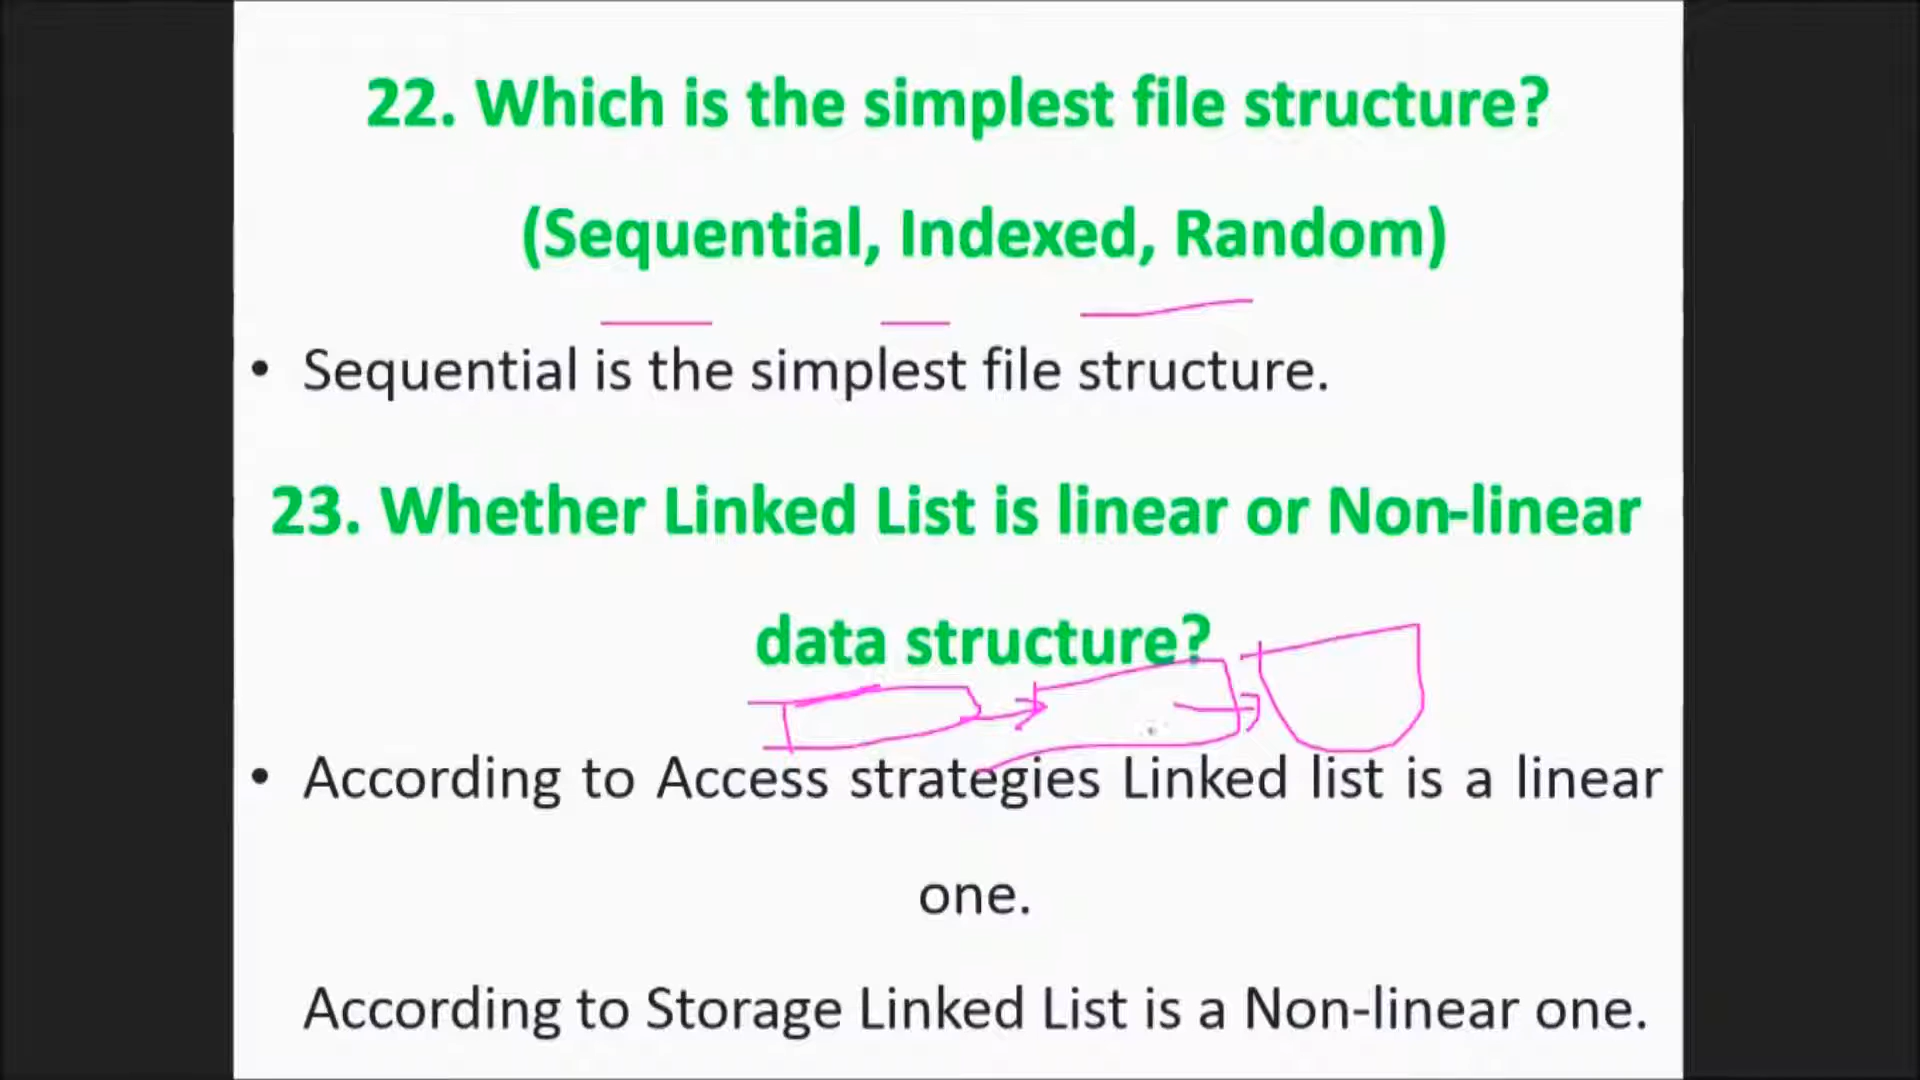 22. Which is the simplest file structure?
(Sequential, Indexed, Random)
• Sequential is the simplest file structure.
23. Whether Linked List is linear or Non-linear
data structure?
• According to Access strategies Linked list is a linear
one.
According to Storage Linked List is a Non-linear one.